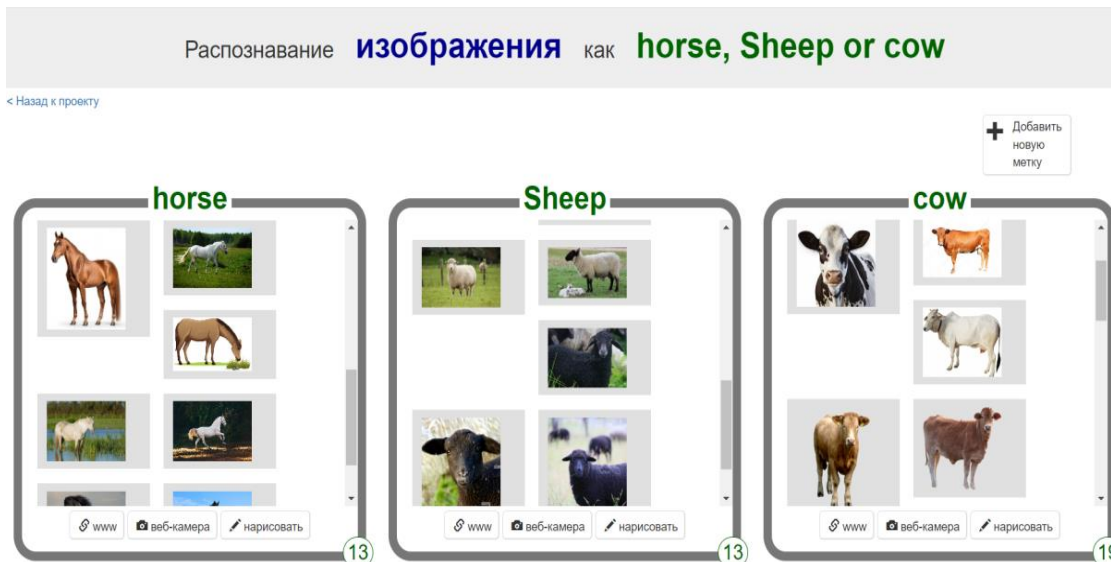 Распознавание изображения как horse, Sheep or cow
< Назад к проекту
Добавить
новую
метку
horse
Sheep
cow
www веб-камера нарисовать
www веб-камера нарисовать
www веб-камера нарисовать
13
13
19